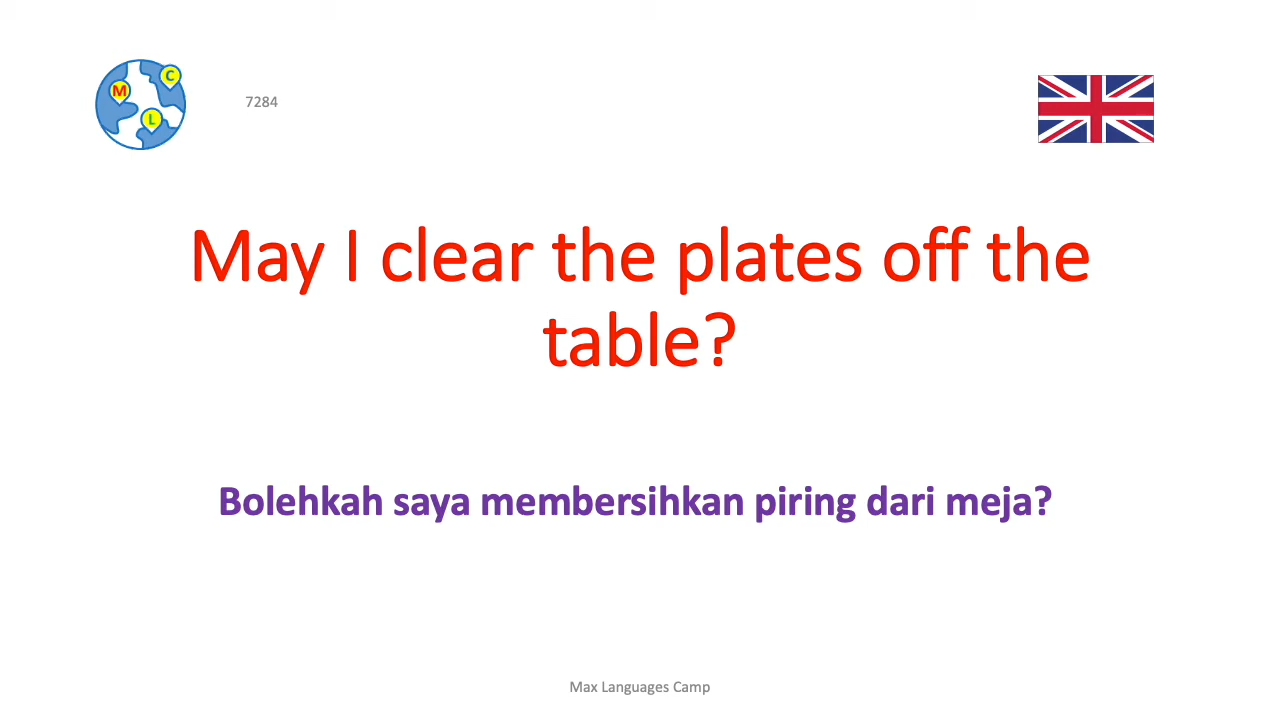 M
C
L
7284
May I clear the plates off the
table?
Bolehkah saya membersihkan piring dari meja?
Max Languages Camp